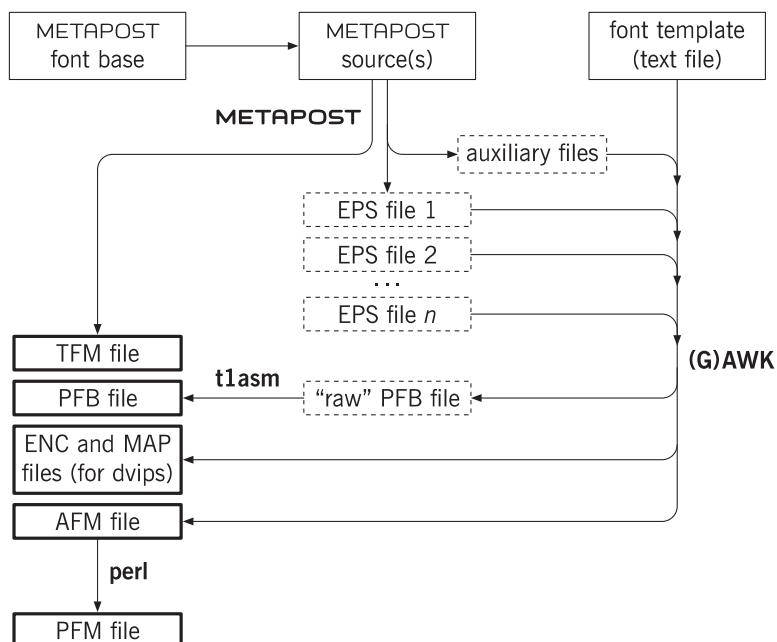 METAPOST
font base
METAPOST
source(s)
font template
(text file)
METAPOST
auxiliary files
EPS file 1
EPS file 2
...
EPS file n
TFM file
(G)AWK
t1asm
PFB file
“raw” PFB file
ENC and MAP
files (for dvips)
AFM file
perl
PFM file